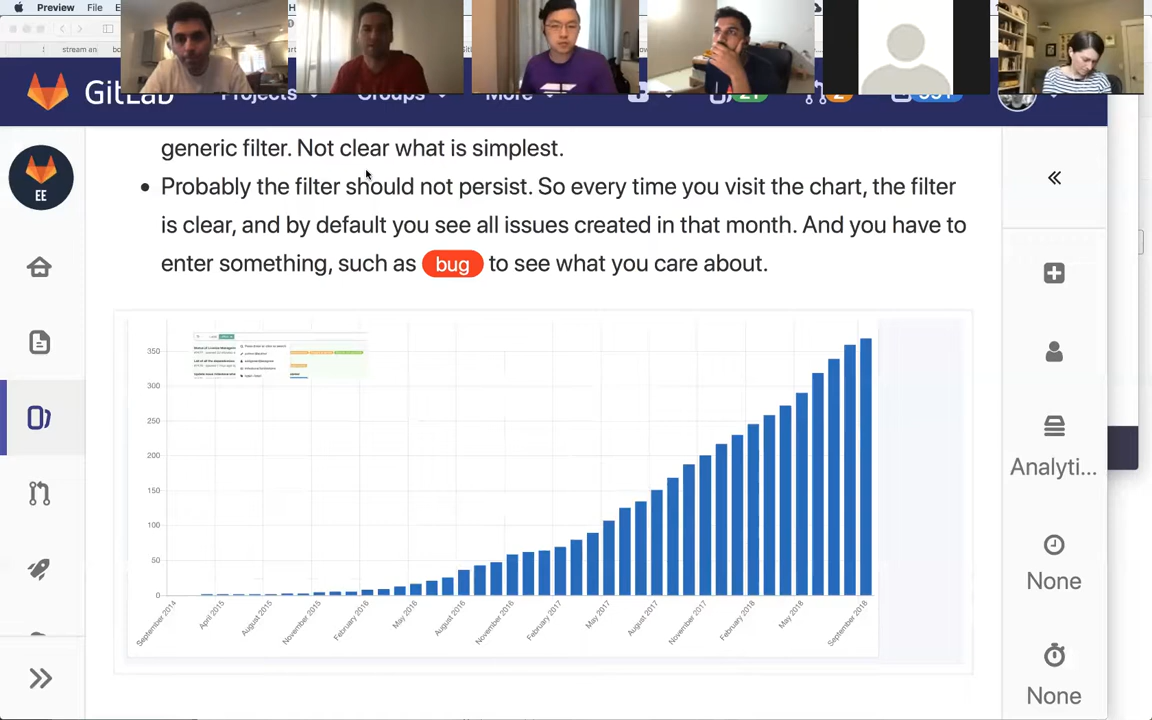 Preview
File
E
stream an
bo
GitLab
Projects
Groups
More
generic filter. Not clear what is simplest.
• Probably the filter should not persist. So every time you visit the chart, the filter
is clear, and by default you see all issues created in that month. And you have to
enter something, such as bug to see what you care about.
EE
350
300
250
200
150
100
50
0
September 2014
April 2015
August 2015
November 2015
February 2016
May 2016
August 2016
November 2016
February 2017
May 2017
August 2017
November 2017
February 2018
May 2018
September 2018
Analyti...
None
None